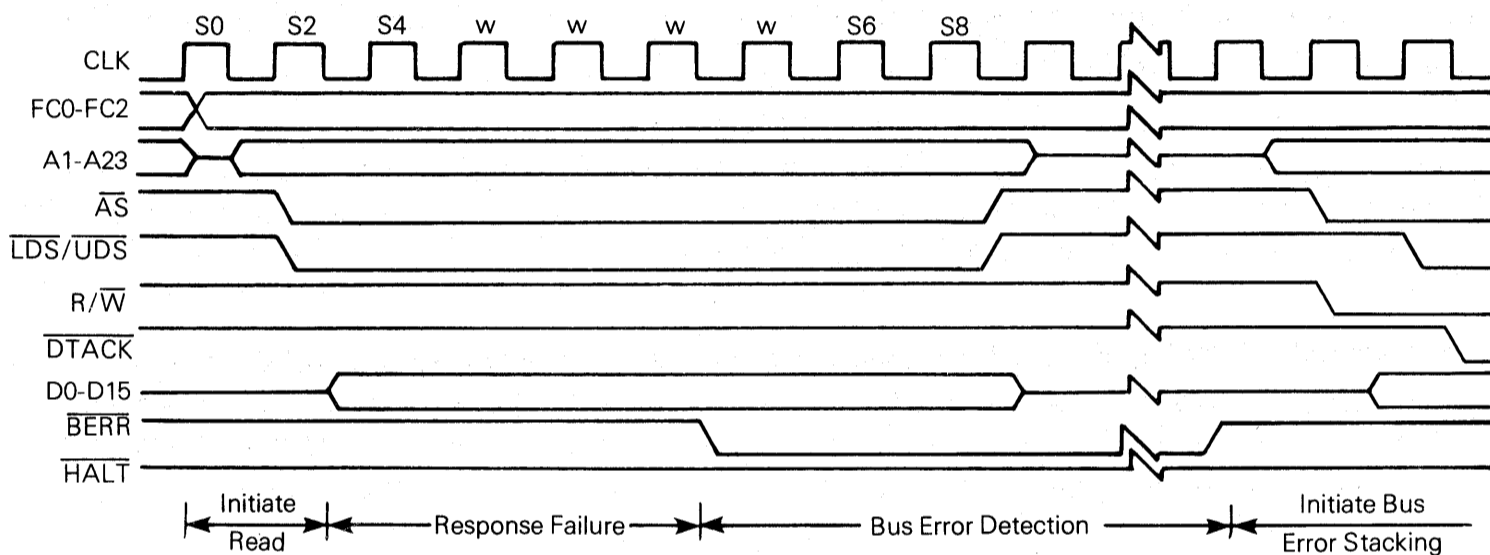 S0 S2 S4 w w w w S6 S8
CLK
FC0-FC2
A1-A23
AS
LDS/UDS
R/W
DTACK
D0-D15
BERR
HALT
Initiate
Read
Response Failure
Bus Error Detection
Initiate Bus
Error Stacking